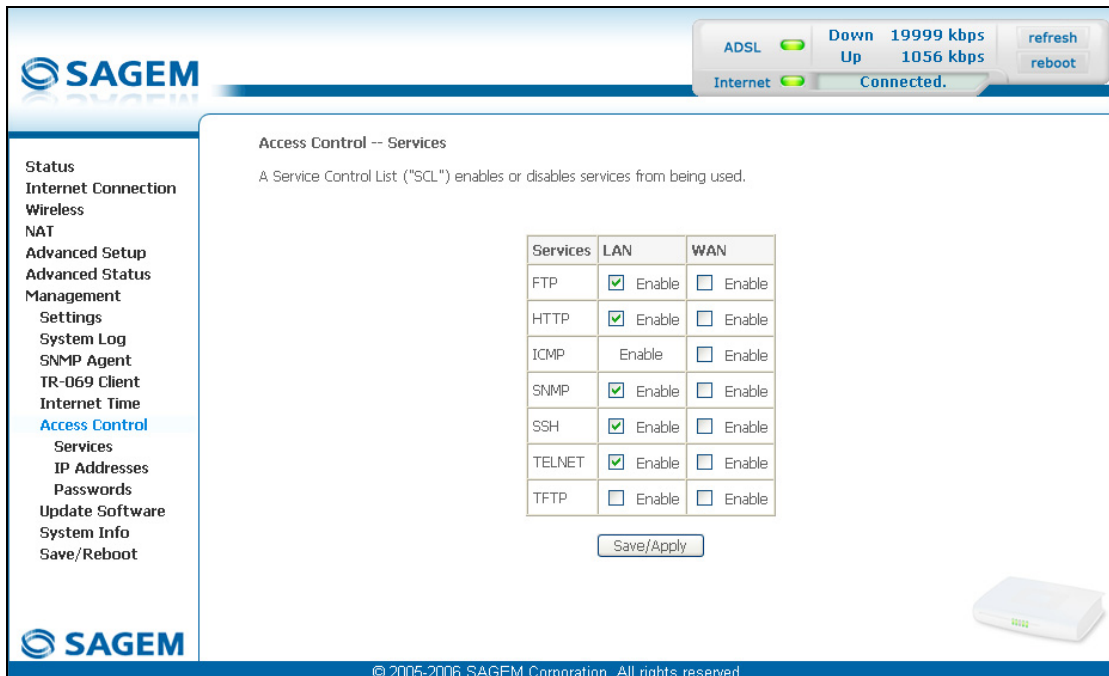 SAGEM
ADSL
Down 19999 kbps
Up 1056 kbps
refresh
reboot
Internet
Connected.
Status
Internet Connection
Wireless
NAT
Advanced Setup
Advanced Status
Management
Settings
System Log
SNMP Agent
TR-069 Client
Internet Time
Access Control
Services
IP Addresses
Passwords
Update Software
System Info
Save/Reboot
SAGEM
Access Control -- Services
A Service Control List ("SCL") enables or disables services from being used.
Services LAN WAN
FTP Enable Enable
HTTP Enable Enable
ICMP Enable Enable
SNMP Enable Enable
SSH Enable Enable
TELNET Enable Enable
TFTP Enable Enable
Save/Apply
© 2005-2006 SAGEM Corporation. All rights reserved.